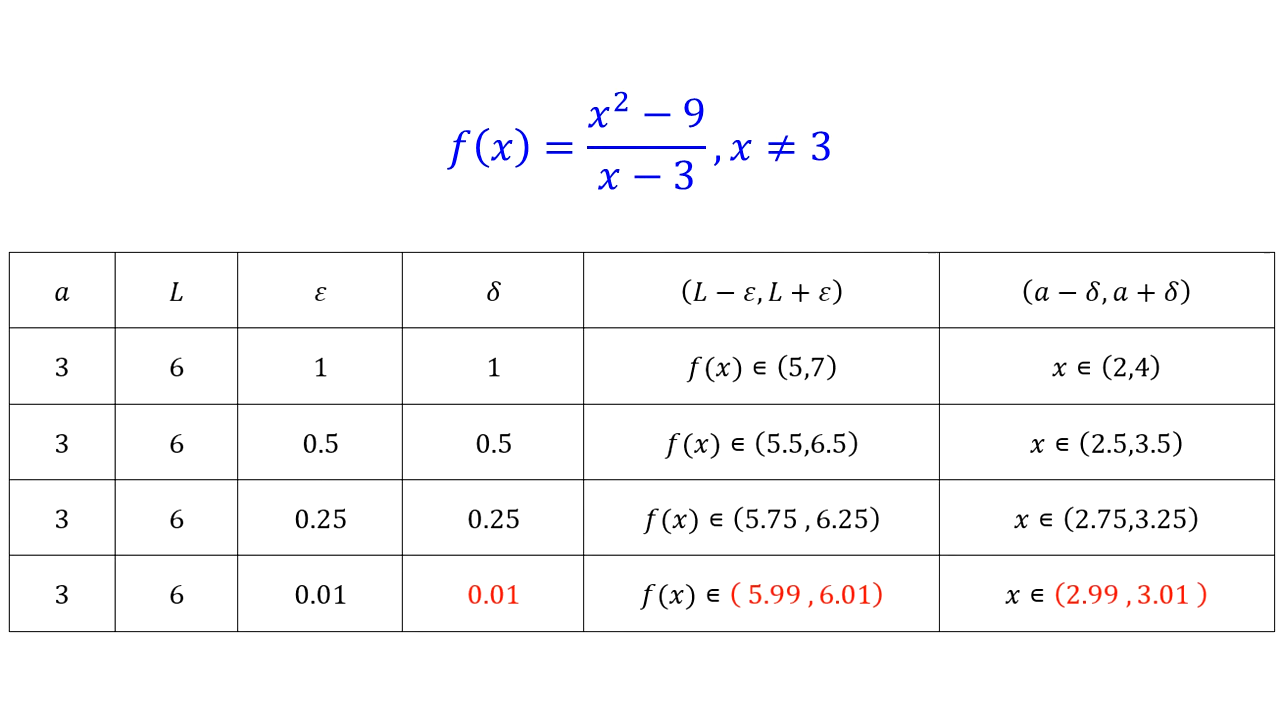 f(x) = \frac{x^2 - 9}{x - 3}, x ≠ 3
a L ε δ (L − ε, L + ε) (a − δ, a + δ)
3 6 1 1 f(x) ∈ (5,7) x ∈ (2,4)
3 6 0.5 0.5 f(x) ∈ (5.5,6.5) x ∈ (2.5,3.5)
3 6 0.25 0.25 f(x) ∈ (5.75 , 6.25) x ∈ (2.75,3.25)
3 6 0.01 0.01 f(x) ∈ ( 5.99 , 6.01) x ∈ (2.99 , 3.01 )